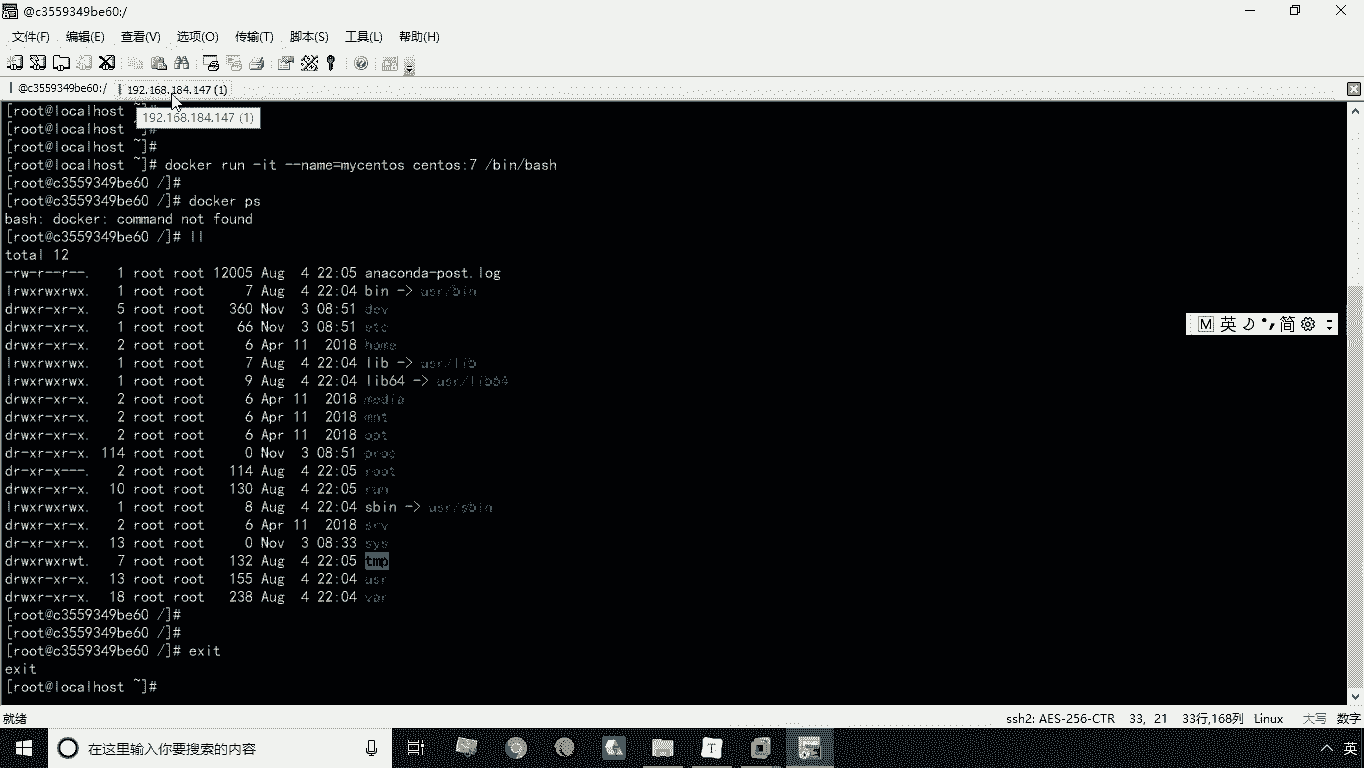 @c3559349be60:/
文件(F) 编辑(E) 查看(V) 选项(O) 传输(T) 脚本(S) 工具(L) 帮助(H)
@c3559349be60:/ 192.168.184.147 (1)
[root@localhost ~]#
192.168.184.147 (1)
[root@localhost ~]#
[root@localhost ~]#
[root@localhost ~]# docker run -it --name=mycentos centos:7 /bin/bash
[root@c3559349be60 /]#
[root@c3559349be60 /]# docker ps
bash: docker: command not found
[root@c3559349be60 /]# ll
total 12
-rw-r--r--. 1 root root 12005 Aug 4 22:05 anaconda-post.log
lrwxrwxrwx. 1 root root 7 Aug 4 22:04 bin -> usr/bin
drwxr-xr-x. 5 root root 360 Nov 3 08:51 dev
drwxr-xr-x. 1 root root 66 Nov 3 08:51 etc
drwxr-xr-x. 2 root root 6 Apr 11 2018 home
lrwxrwxrwx. 1 root root 7 Aug 4 22:04 lib -> usr/lib
lrwxrwxrwx. 1 root root 9 Aug 4 22:04 lib64 -> usr/lib64
drwxr-xr-x. 2 root root 6 Apr 11 2018 media
drwxr-xr-x. 2 root root 6 Apr 11 2018 mnt
drwxr-xr-x. 2 root root 6 Apr 11 2018 opt
dr-xr-xr-x. 114 root root 0 Nov 3 08:51 proc
dr-xr-x---. 2 root root 114 Aug 4 22:05 root
drwxr-xr-x. 10 root root 130 Aug 4 22:05 run
lrwxrwxrwx. 1 root root 8 Aug 4 22:04 sbin -> usr/sbin
drwxr-xr-x. 2 root root 6 Apr 11 2018 srv
dr-xr-xr-x. 13 root root 0 Nov 3 08:33 sys
drwxrwxrwt. 7 root root 132 Aug 4 22:05 tmp
drwxr-xr-x. 13 root root 155 Aug 4 22:04 usr
drwxr-xr-x. 18 root root 238 Aug 4 22:04 var
[root@c3559349be60 /]#
[root@c3559349be60 /]#
[root@c3559349be60 /]# exit
exit
[root@localhost ~]#
M 英 简
就绪 ssh2: AES-256-CTR 33, 21 33行,168列 Linux 大写 数字
在这里输入你要搜索的内容 T 英